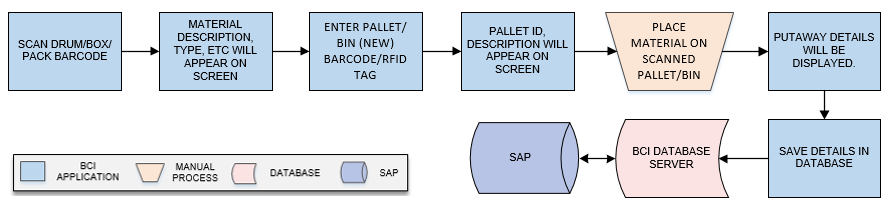 SCAN DRUM/BOX/
PACK BARCODE/
MATERIAL
DESCRIPTION,
TYPE, ETC WILL
APPEAR ON
SCREEN
ENTER PALLET/
BIN (NEW)
BARCODE/RFID
TAG
PALLET ID,
DESCRIPTION WILL
APPEAR ON
SCREEN
PLACE
MATERIAL ON
SCANNED
PALLET/BIN
PUTAWAY DETAILS
WILL BE
DISPLAYED.
SAVE DETAILS IN
DATABASE
BCI DATABASE
SERVER
SAP
BCI
APPLICATION
MANUAL
PROCESS
DATABASE
SAP